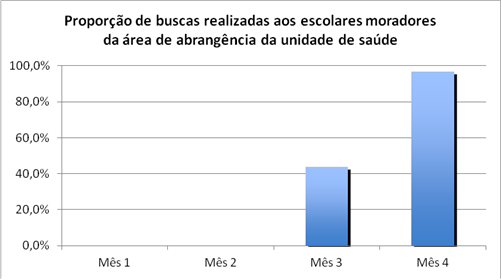 Proporção de buscas realizadas aos escolares moradores
da área de abrangência da unidade de saúde
100,0%
80,0%
60,0%
40,0%
20,0%
0,0%
Mês 1 Mês 2 Mês 3 Mês 4